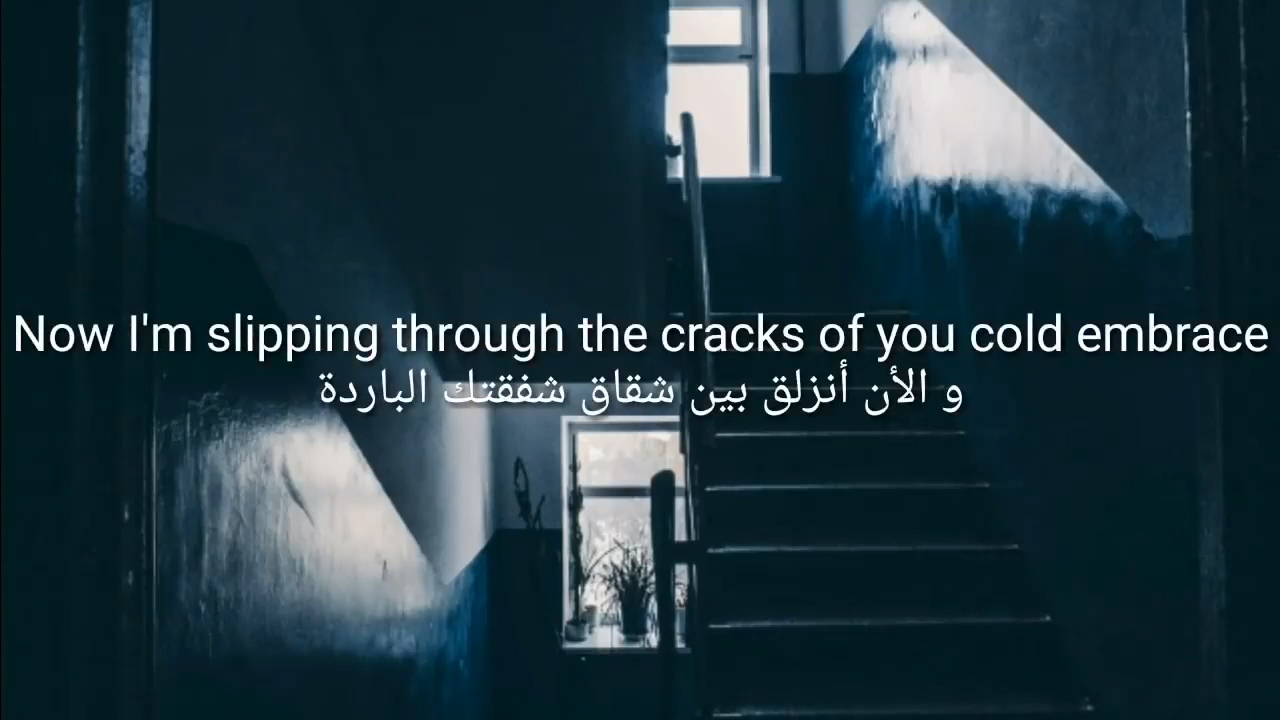 Now I'm slipping through the cracks of you cold embrace
و الأن أنزلق بين شقاق شفقتك الباردة